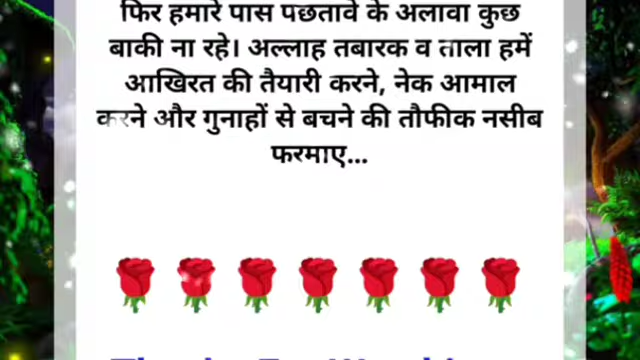 फिर हमारे पास पछतावे के अलावा कुछ
बाकी ना रहे। अल्लाह तबारक व ताला हमें
आखिरत की तैयारी करने, नेक आमाल
करने और गुनाहों से बचने की तौफीक नसीब
फरमाए...